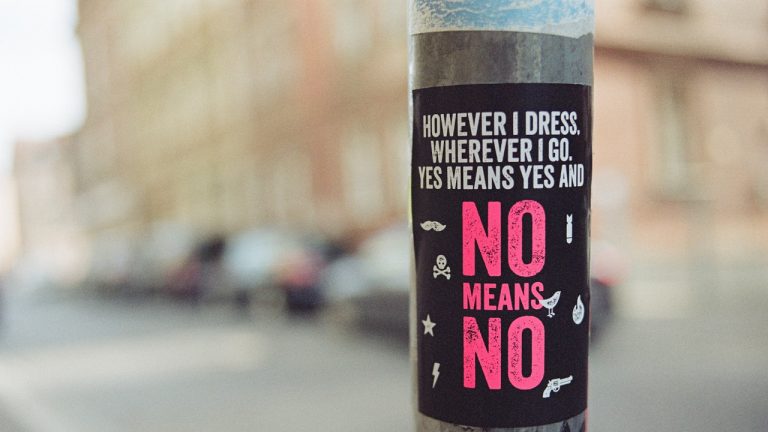 HOWEVER I DRESS,
WHEREVER I GO.
YES MEANS YES AND
NO
MEANS
NO